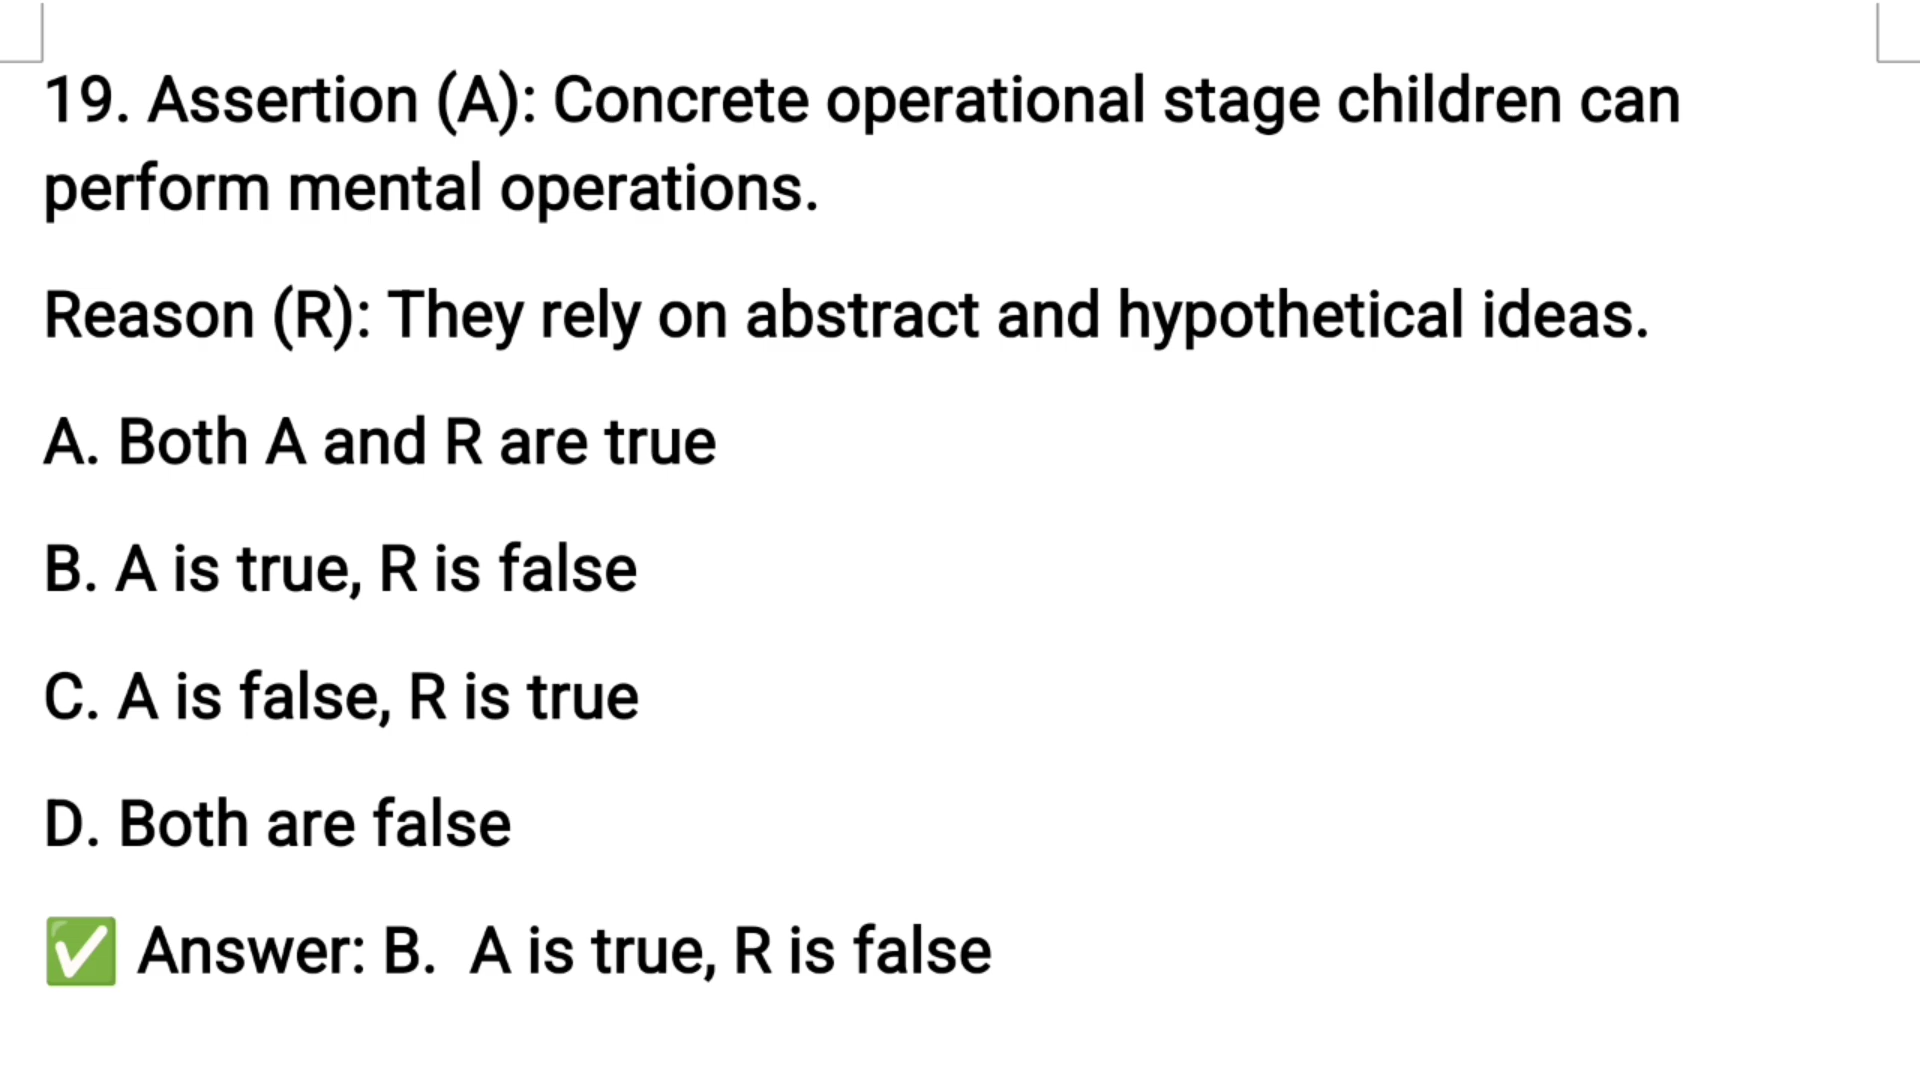 19. Assertion (A): Concrete operational stage children can
perform mental operations.
Reason (R): They rely on abstract and hypothetical ideas.
A. Both A and R are true
B. A is true, R is false
C. A is false, R is true
D. Both are false
✅ Answer: B.  A is true, R is false